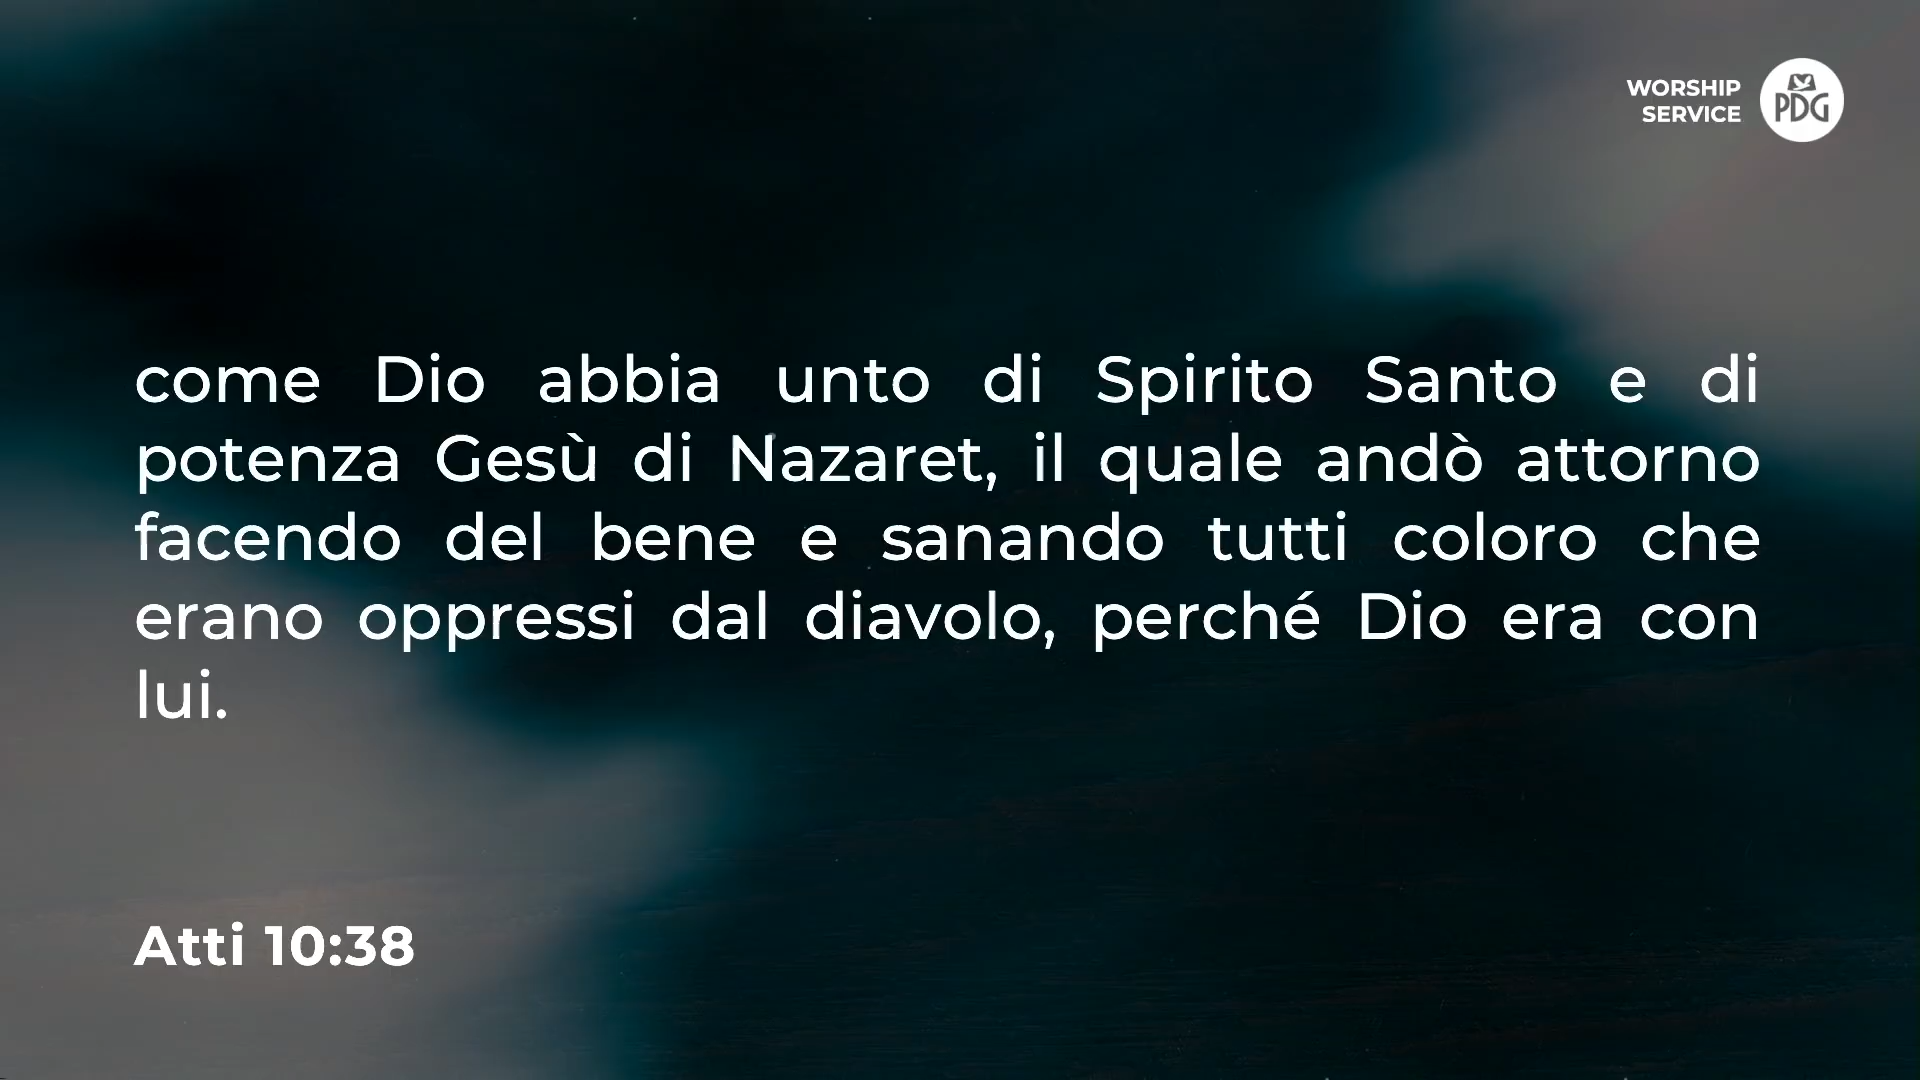 WORSHIP
SERVICE
PDG
come Dio abbia unto di Spirito Santo e di
potenza Gesù di Nazaret, il quale andò attorno
facendo del bene e sanando tutti coloro che
erano oppressi dal diavolo, perché Dio era con
lui.
Atti 10:38